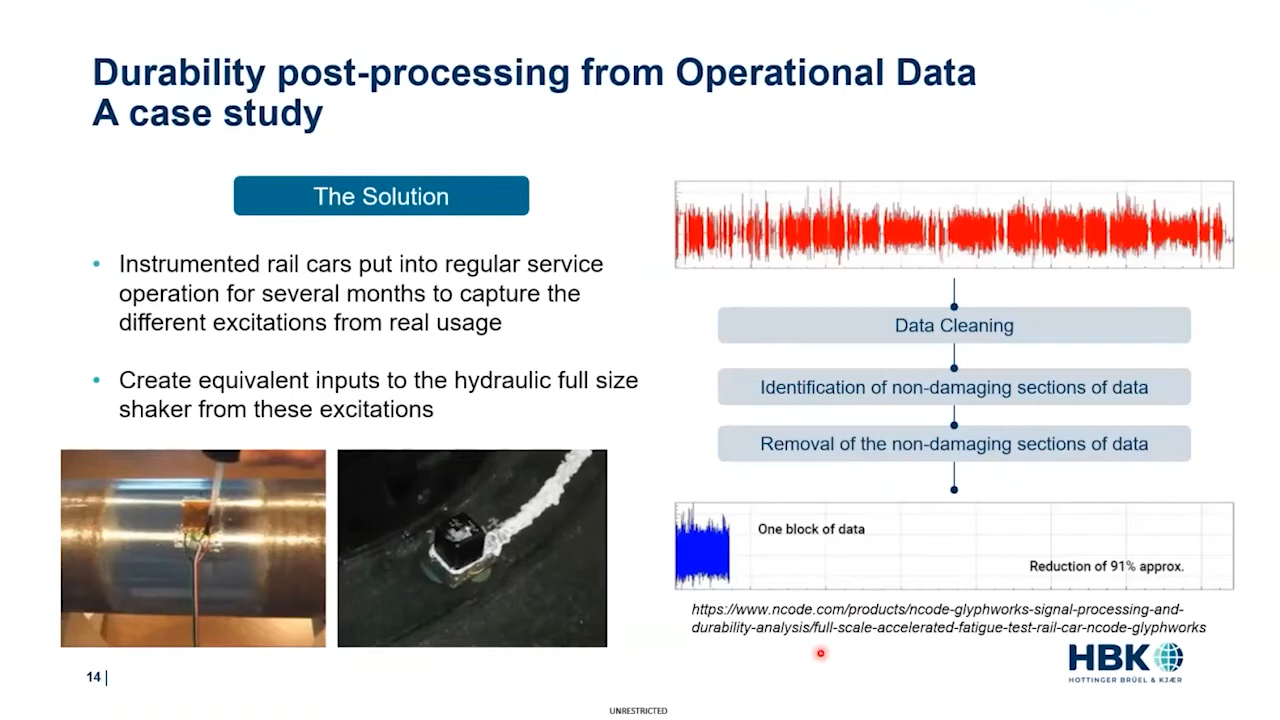 Durability post-processing from Operational Data
A case study
The Solution
• Instrumented rail cars put into regular service
operation for several months to capture the
different excitations from real usage
• Create equivalent inputs to the hydraulic full size
shaker from these excitations
Data Cleaning
Identification of non-damaging sections of data
Removal of the non-damaging sections of data
One block of data
Reduction of 91% approx.
https://www.ncode.com/products/ncode-glyphworks-signal-processing-and-
durability-analysis/full-scale-accelerated-fatigue-test-rail-car-ncode-glyphworks
HBK
HOTTINGER BRÜEL & KJÆR
14 |
UNRESTRICTED